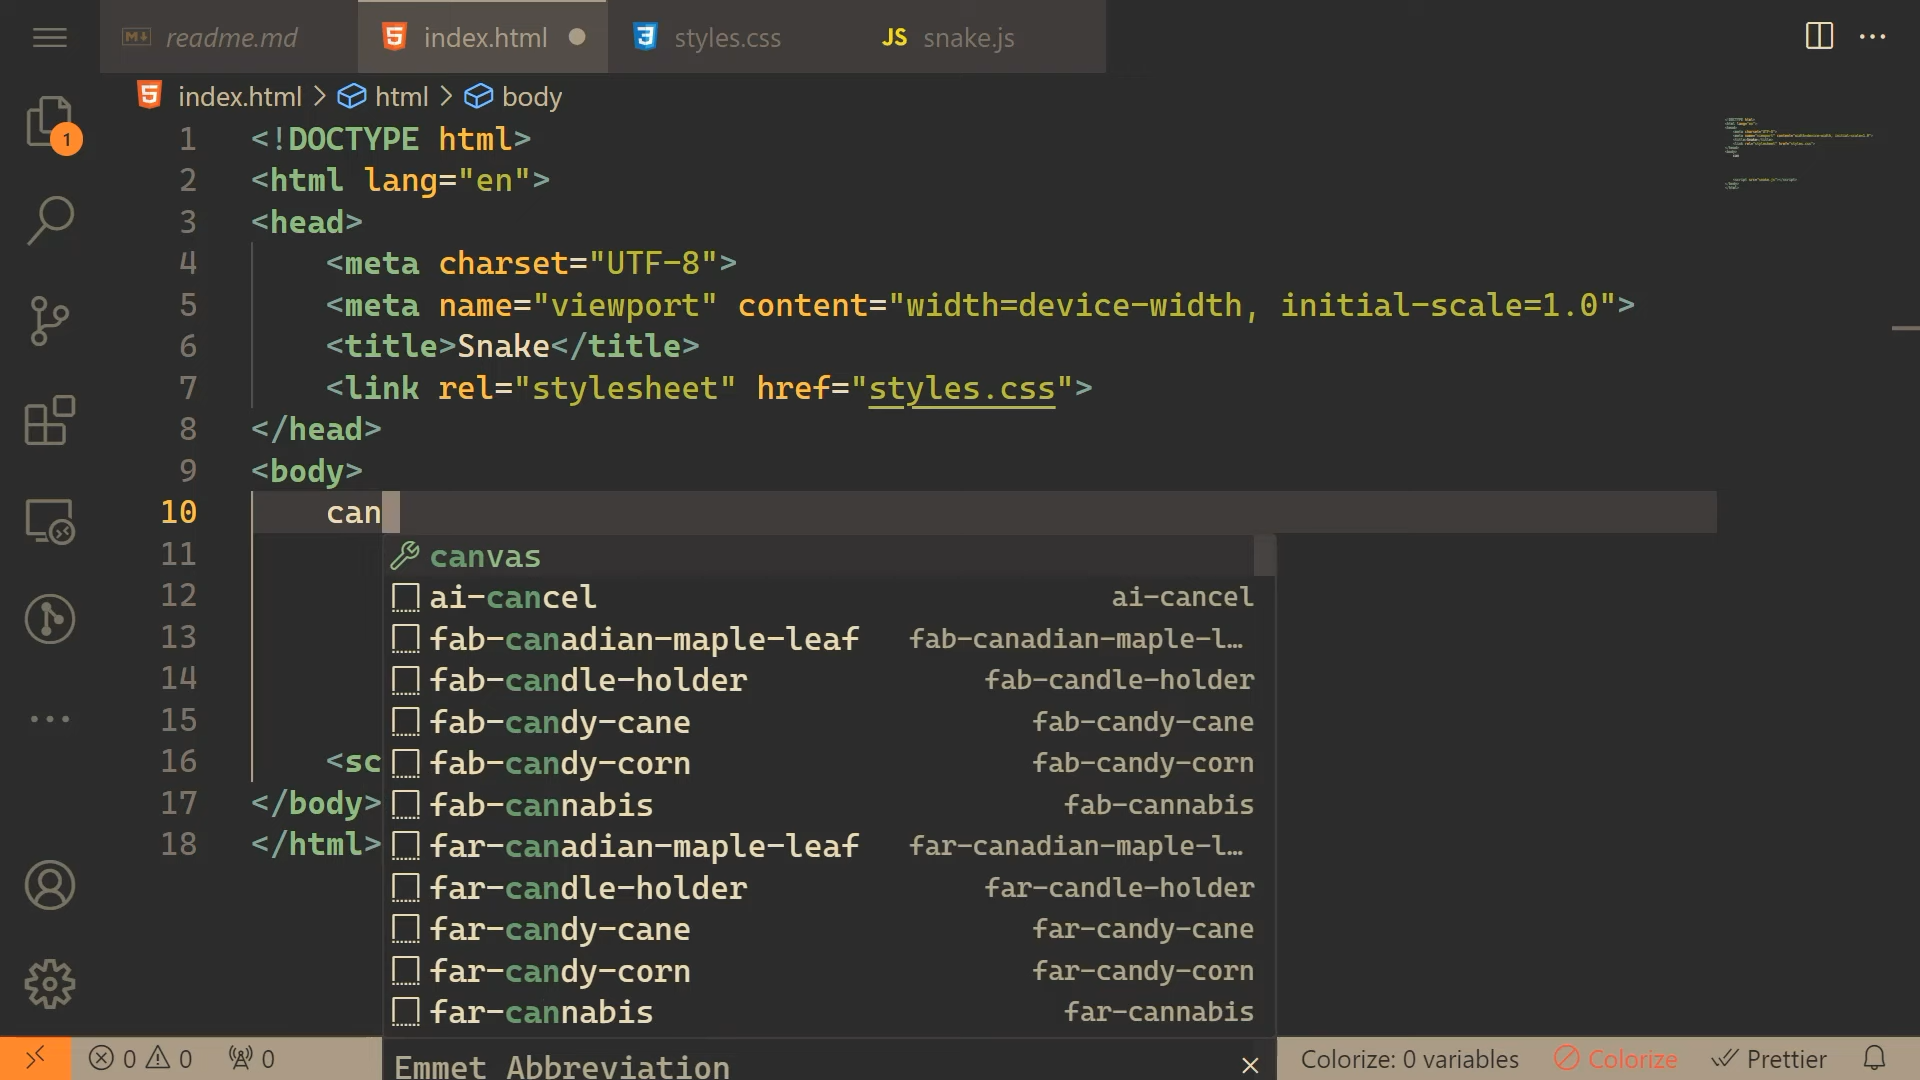 readme.md index.html styles.css JS snake.js
index.html > html > body
1 <!DOCTYPE html>
2 <html lang="en">
3 <head>
4 <meta charset="UTF-8">
5 <meta name="viewport" content="width=device-width, initial-scale=1.0">
6 <title>Snake</title>
7 <link rel="stylesheet" href="styles.css">
8 </head>
9 <body>
10 can
11 canvas
12 ai-cancel ai-cancel
13 fab-canadian-maple-leaf fab-canadian-maple-l…
14 fab-candle-holder fab-candle-holder
15 fab-candy-cane fab-candy-cane
16 <sc fab-candy-corn fab-candy-corn
17 </body> fab-cannabis fab-cannabis
18 </html> far-canadian-maple-leaf far-canadian-maple-l…
far-candle-holder far-candle-holder
far-candy-cane far-candy-cane
far-candy-corn far-candy-corn
far-cannabis far-cannabis
Emmet Abbreviation
0 0 0 Colorize: 0 variables Colorize Prettier
1